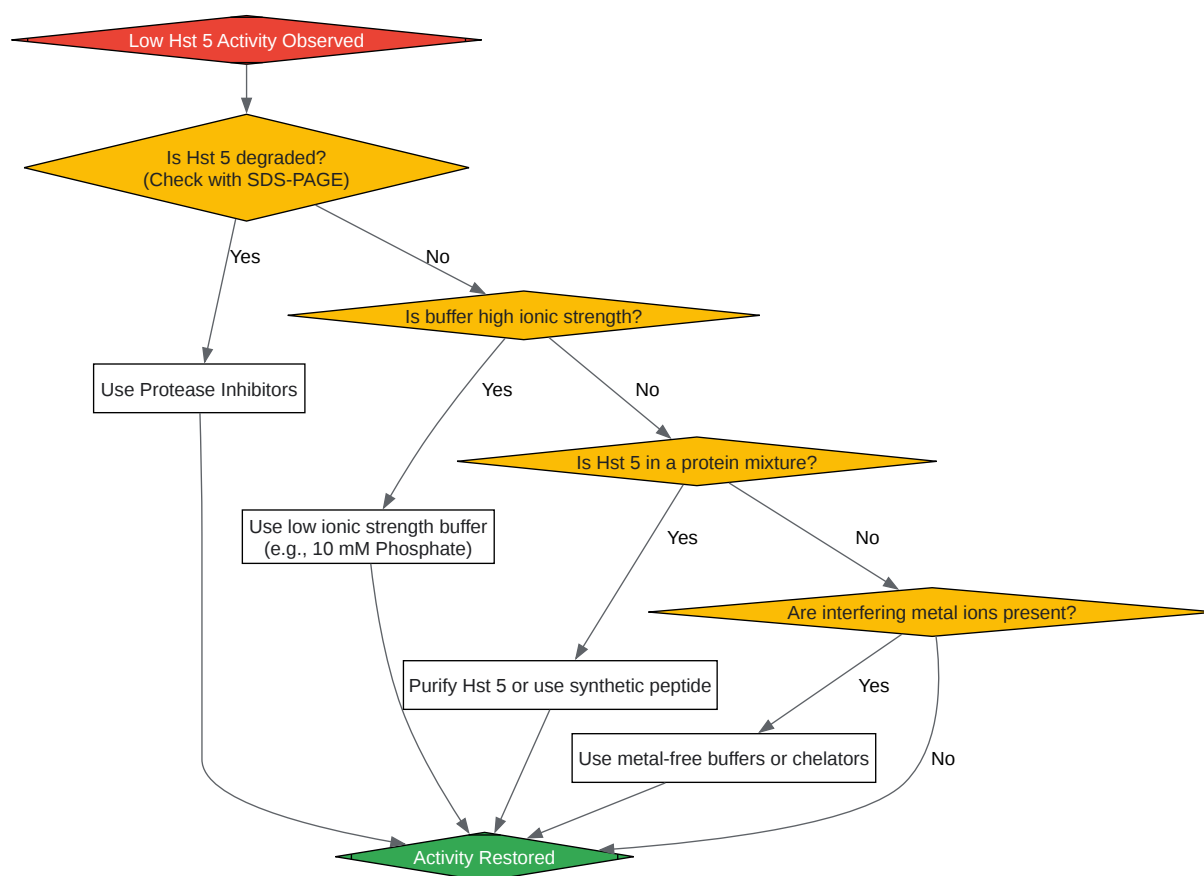 Low Hst 5 Activity Observed
Is Hst 5 degraded?
(Check with SDS-PAGE)
Yes
No
Is buffer high ionic strength?
Use Protease Inhibitors
Yes
No
Is Hst 5 in a protein mixture?
Use low ionic strength buffer
(e.g., 10 mM Phosphate)
Yes
No
Are interfering metal ions present?
Purify Hst 5 or use synthetic peptide
Yes
Use metal-free buffers or chelators
No
Activity Restored